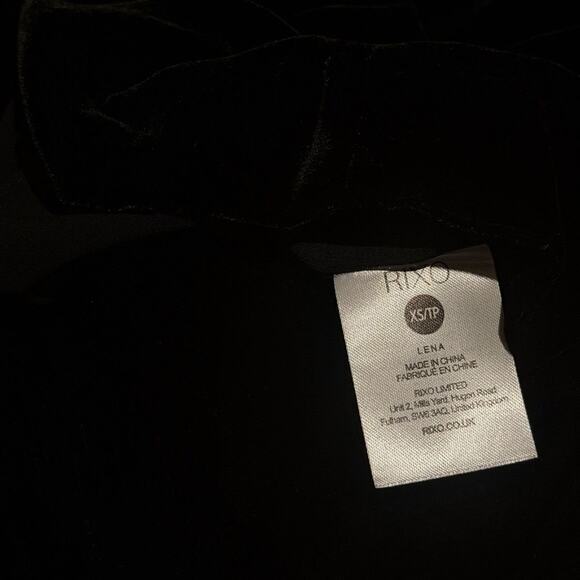 RIXO
XS/TP
LENA
MADE IN CHINA
FABRIQUÉ EN CHINE
RIXO LIMITED
Unit 2, Mills Yard, Hugon Road
Fulham, SW6 3AQ, United Kingdom
RIXO.CO.UK